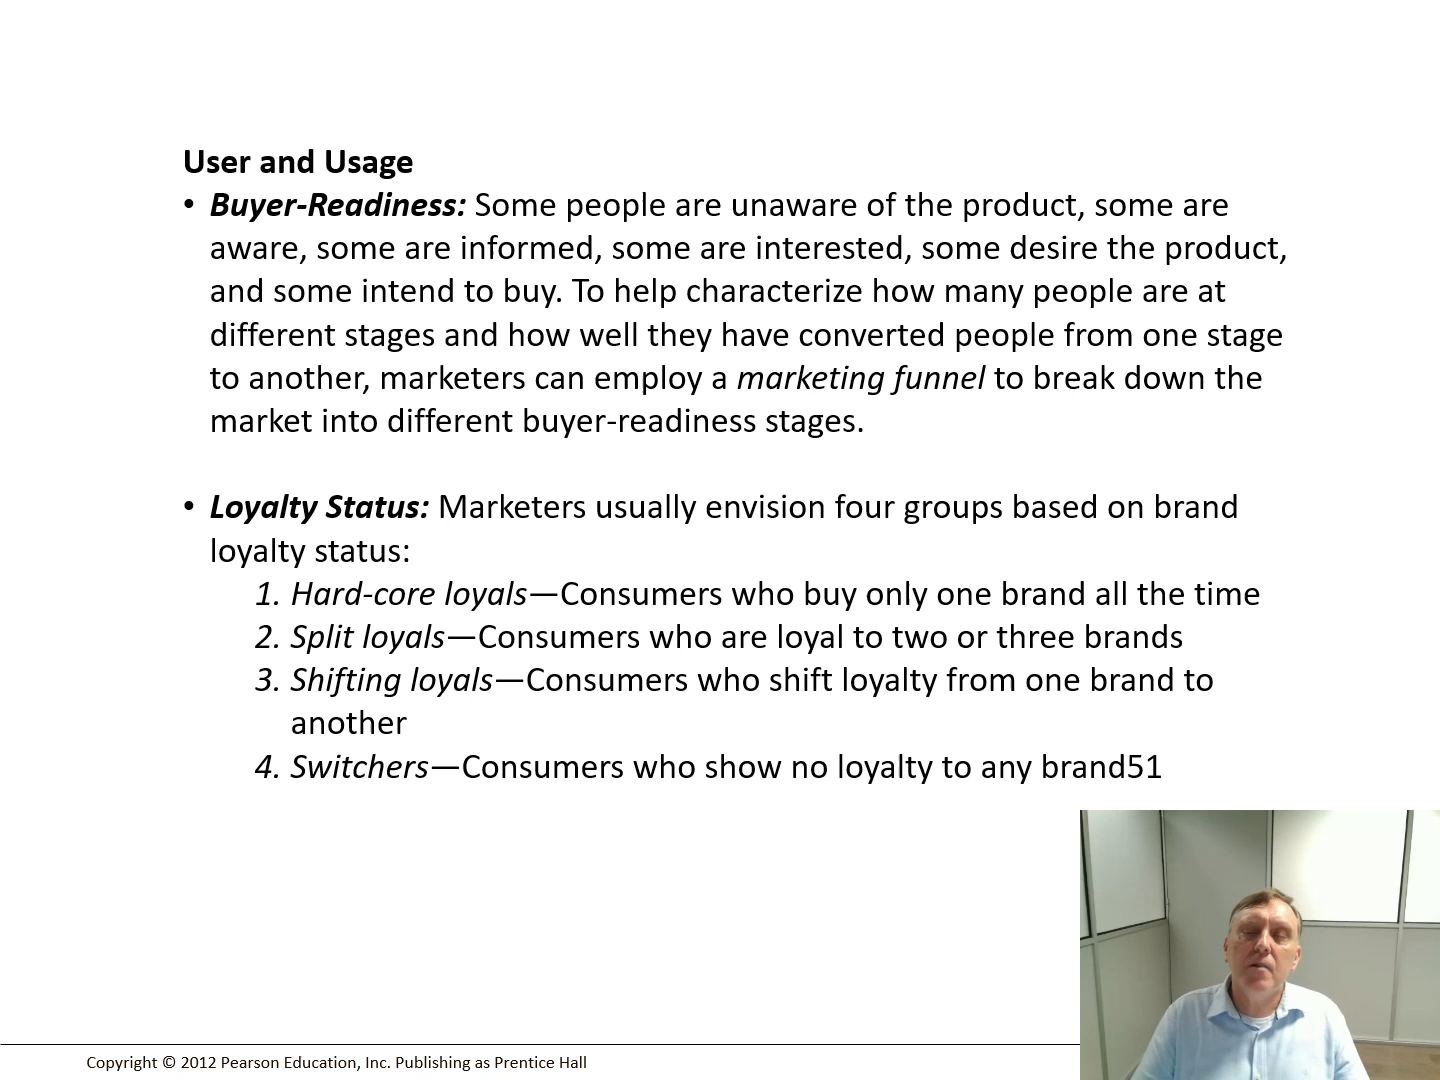 User and Usage
• Buyer-Readiness: Some people are unaware of the product, some are
aware, some are informed, some are interested, some desire the product,
and some intend to buy. To help characterize how many people are at
different stages and how well they have converted people from one stage
to another, marketers can employ a marketing funnel to break down the
market into different buyer-readiness stages.
• Loyalty Status: Marketers usually envision four groups based on brand
loyalty status:
1. Hard-core loyals—Consumers who buy only one brand all the time
2. Split loyals—Consumers who are loyal to two or three brands
3. Shifting loyals—Consumers who shift loyalty from one brand to
another
4. Switchers—Consumers who show no loyalty to any brand51
Copyright © 2012 Pearson Education, Inc. Publishing as Prentice Hall